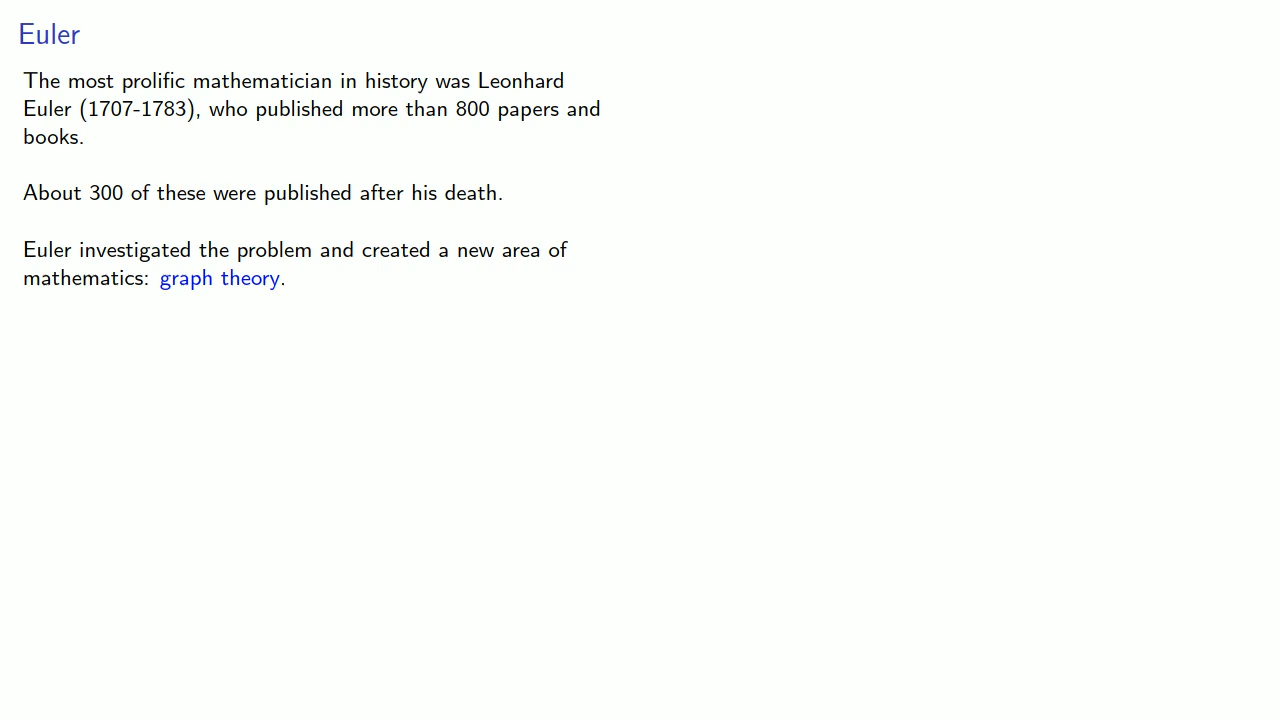 Euler
The most prolific mathematician in history was Leonhard
Euler (1707-1783), who published more than 800 papers and
books.
About 300 of these were published after his death.
Euler investigated the problem and created a new area of
mathematics: graph theory.